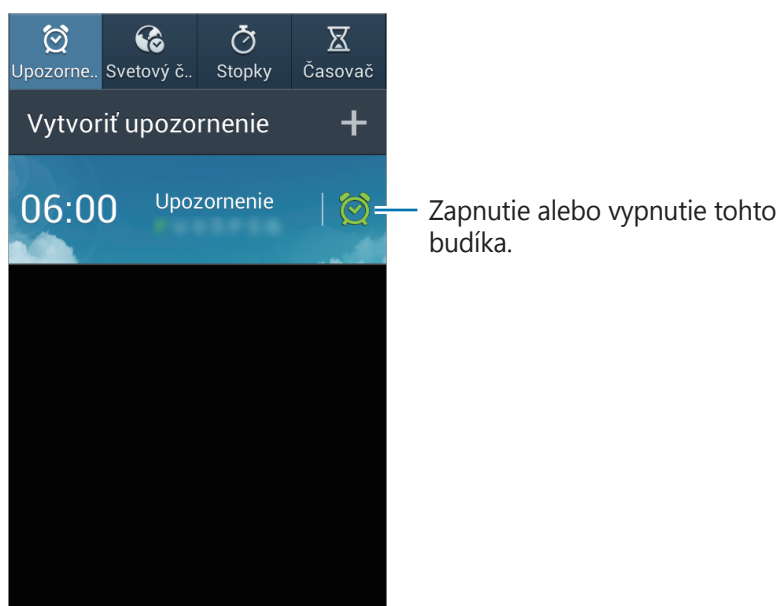 Upozorne.. Svetový č.. Stopky Časovač
Vytvoriť upozornenie
06:00 Upozornenie
Zapnutie alebo vypnutie tohto
budíka.